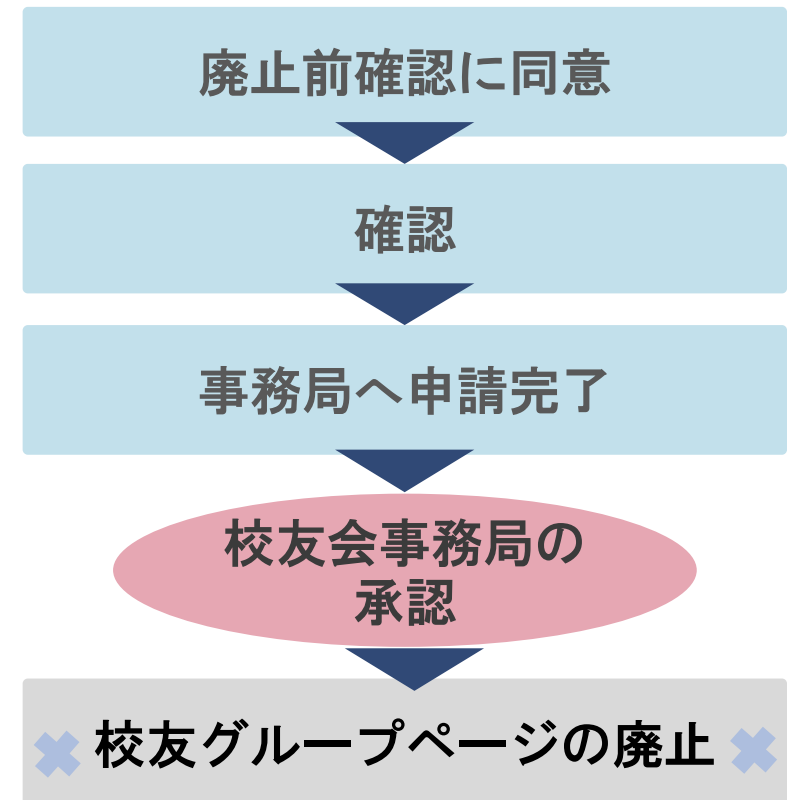 廃止前確認に同意
確認
事務局へ申請完了
校友会事務局の
承認
校友グループページの廃止